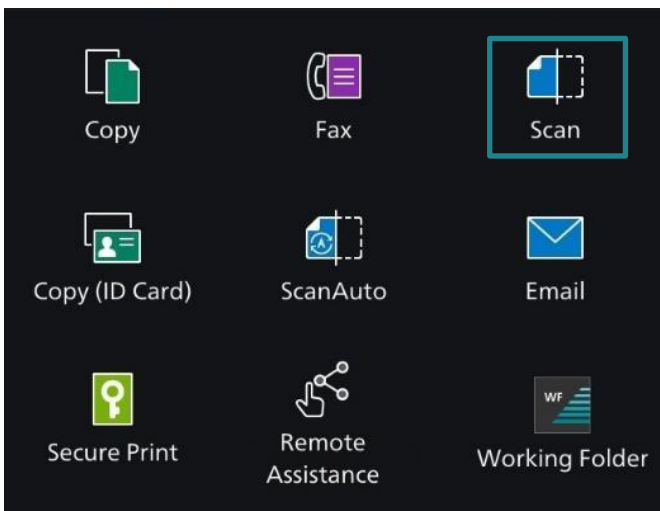 Copy
Fax
Scan
Copy (ID Card)
ScanAuto
Email
Secure Print
Remote
Assistance
WF
Working Folder